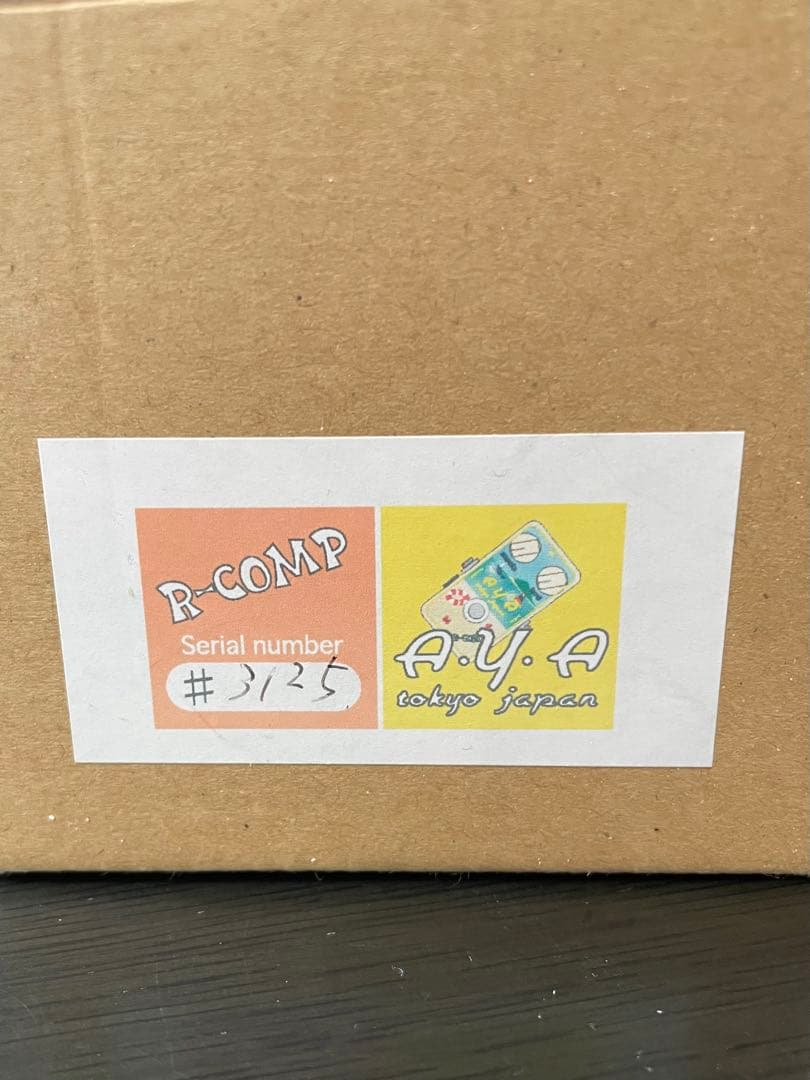 R-COMP
Serial number
# 3125
A.Y.A
tokyo japan